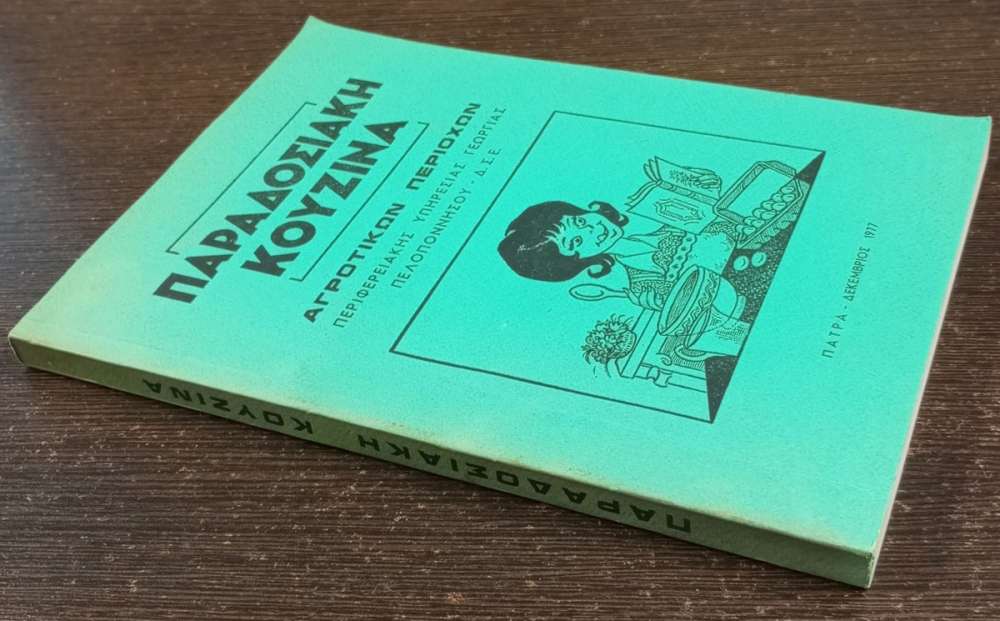 ΠΑΡΑΔΟΣΙΑΚΗ
ΚΟΥΖΙΝΑ
ΑΓΡΟΤΙΚΩΝ ΠΕΡΙΟΧΩΝ
ΠΕΡΙΦΕΡΕΙΑΚΗΣ ΥΠΗΡΕΣΙΑΣ ΓΕΩΡΓΙΑΣ
ΠΕΛΟΠΟΝΝΗΣΟΥ - Δ.Σ.Ε.
ΠΑΤΡΑ - ΔΕΚΕΜΒΡΙΟΣ 1977
ΠΑΡΑΔΟΣΙΑΚΗ ΚΟΥΖΙΝΑ